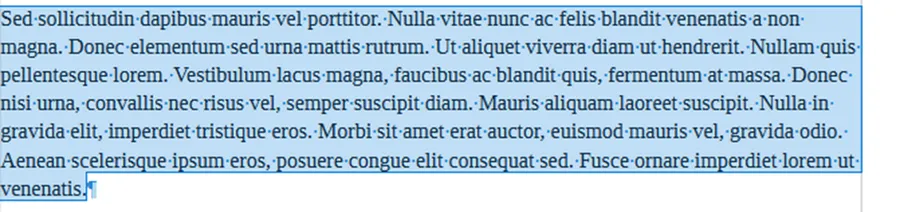 Sed sollicitudin dapibus mauris vel porttitor. Nulla vitae nunc ac felis blandit venenatis a non
magna. Donec elementum sed urna mattis rutrum. Ut aliquet viverra diam ut hendrerit. Nullam quis
pellentesque lorem. Vestibulum lacus magna, faucibus ac blandit quis, fermentum at massa. Donec
nisi urna, convallis nec risus vel, semper suscipit diam. Mauris aliquam laoreet suscipit. Nulla in
gravida elit, imperdiet tristique eros. Morbi sit amet erat auctor, euismod mauris vel, gravida odio.
Aenean scelerisque ipsum eros, posuere congue elit consequat sed. Fusce ornare imperdiet lorem ut
venenatis.¶